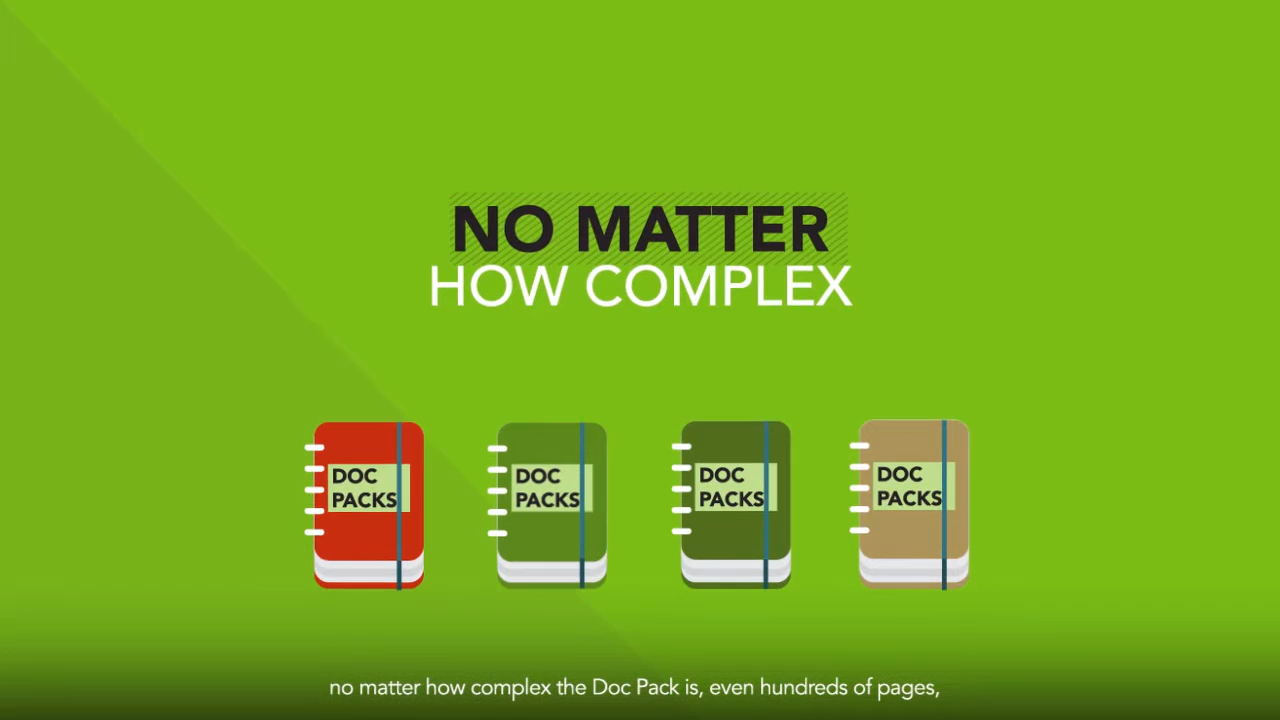 NO MATTER
HOW COMPLEX
DOC
PACKS
DOC
PACKS
DOC
PACKS
DOC
PACKS
no matter how complex the Doc Pack is, even hundreds of pages,